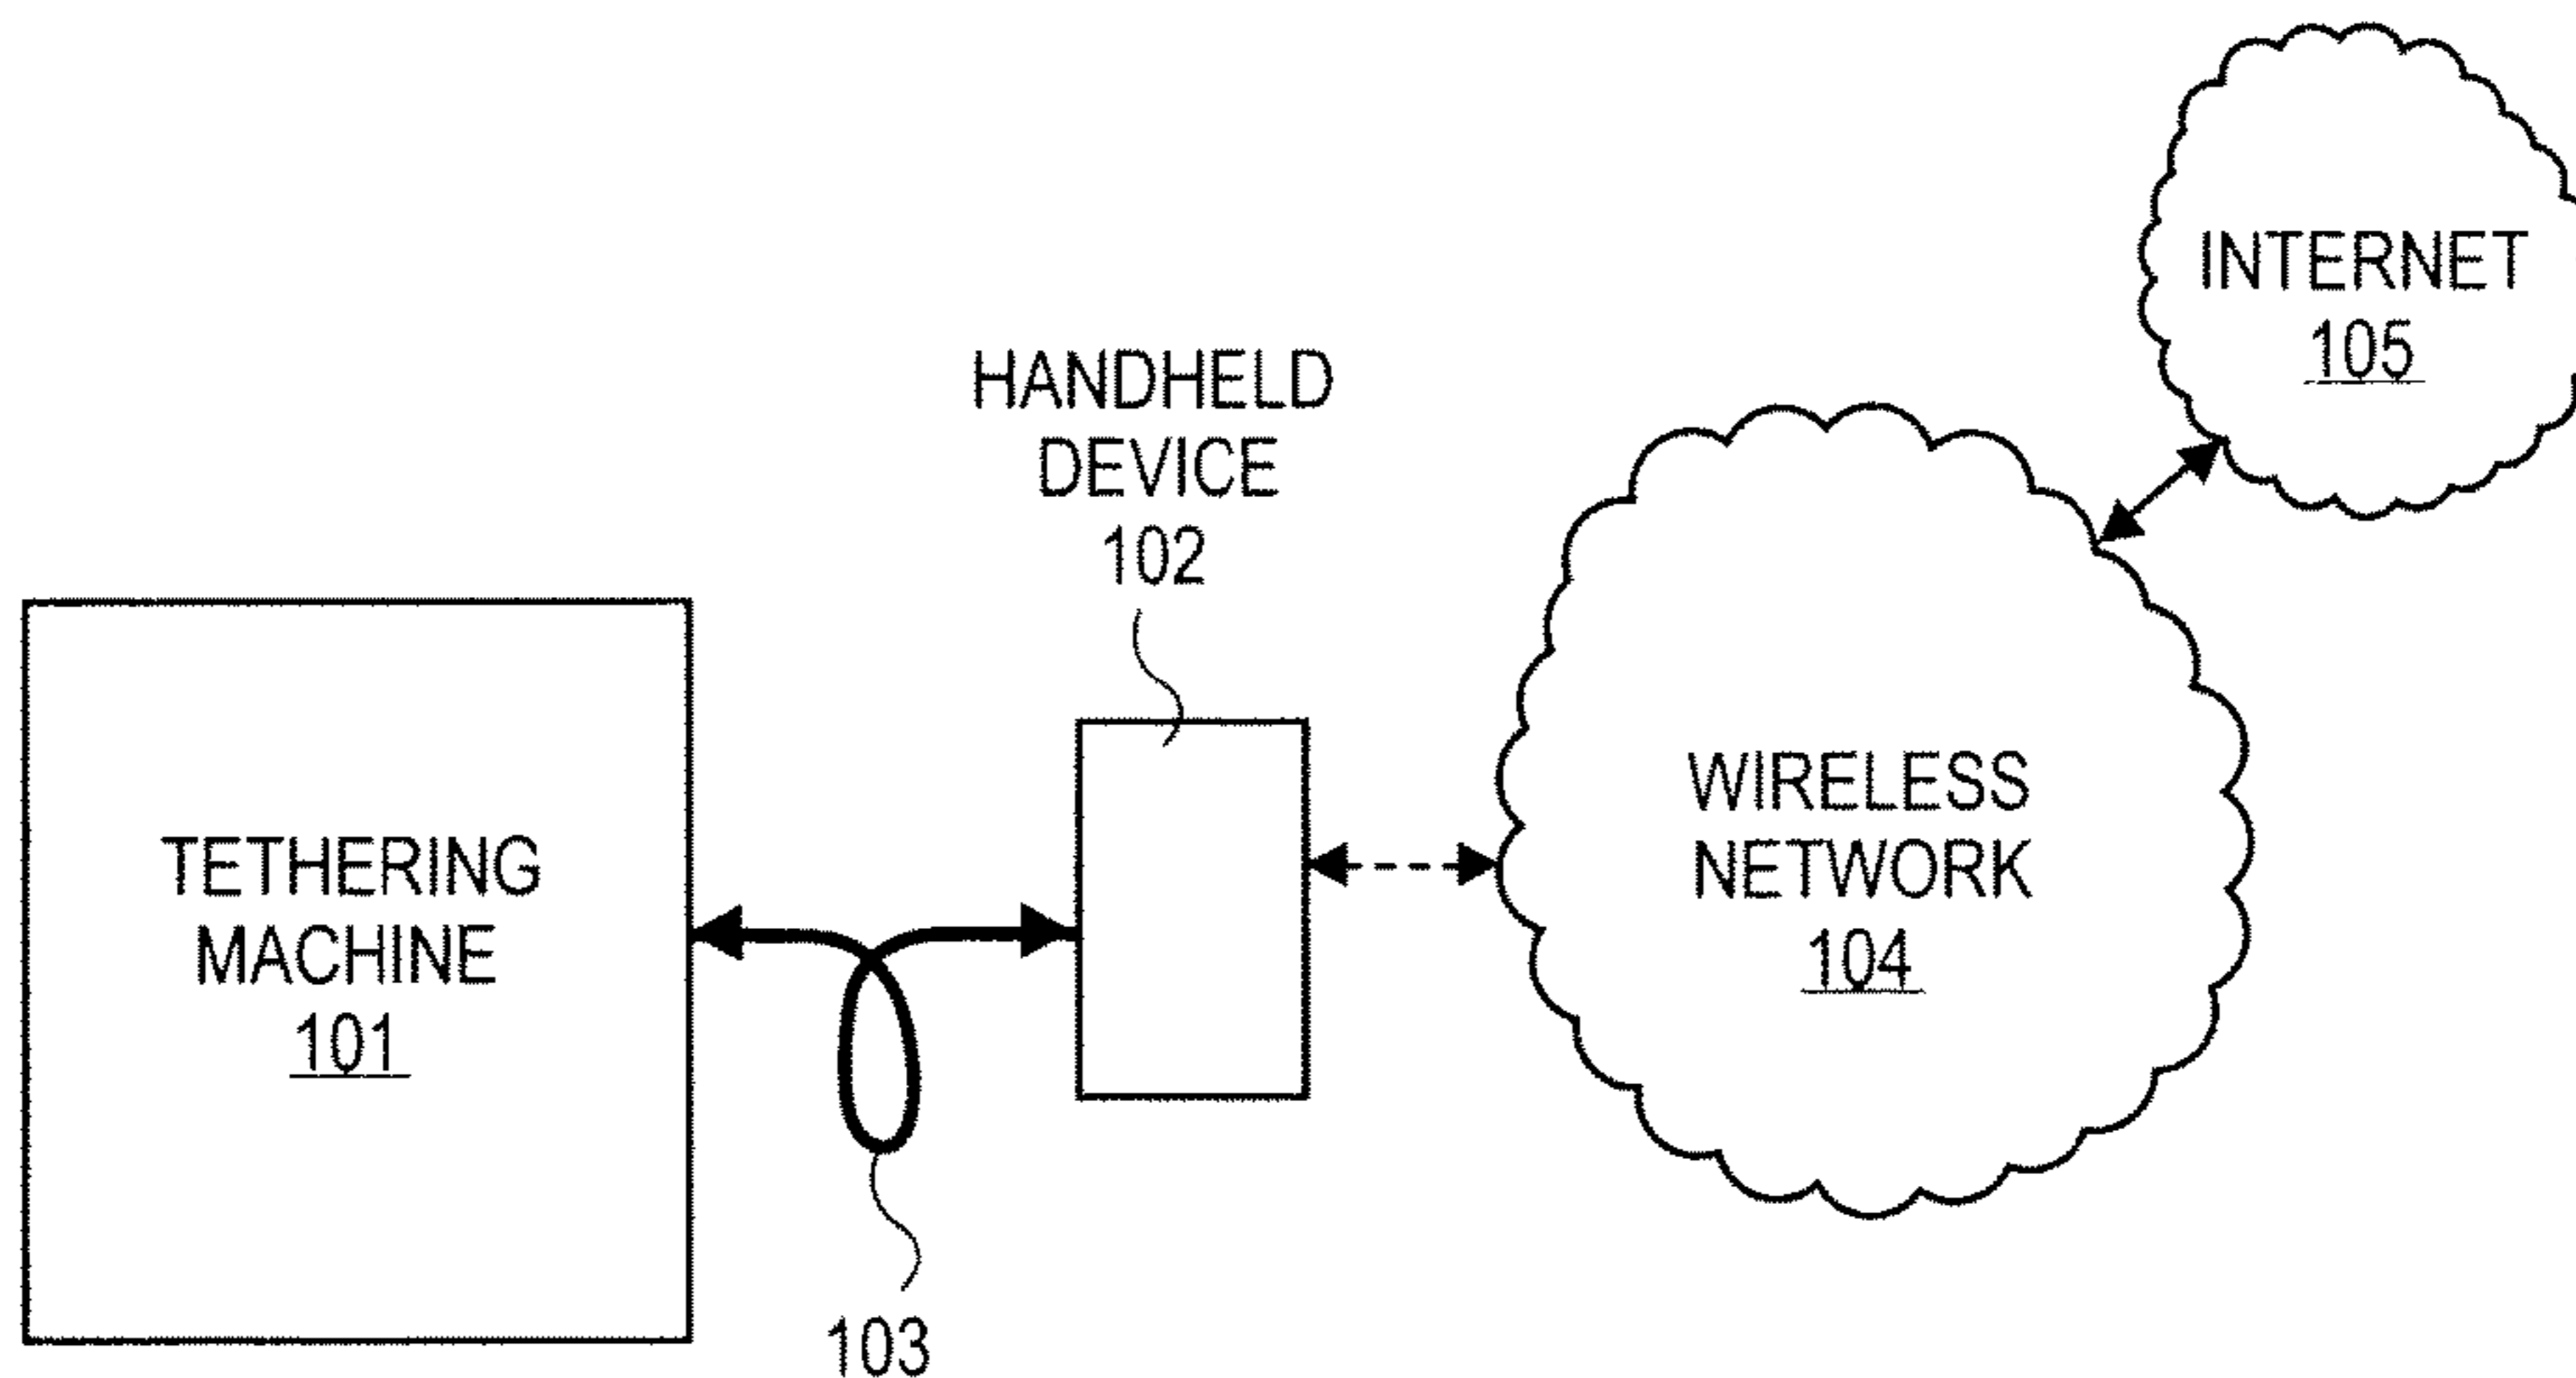 INTERNET
105
HANDHELD
DEVICE
102
WIRELESS
NETWORK
104
TETHERING
MACHINE
101
103